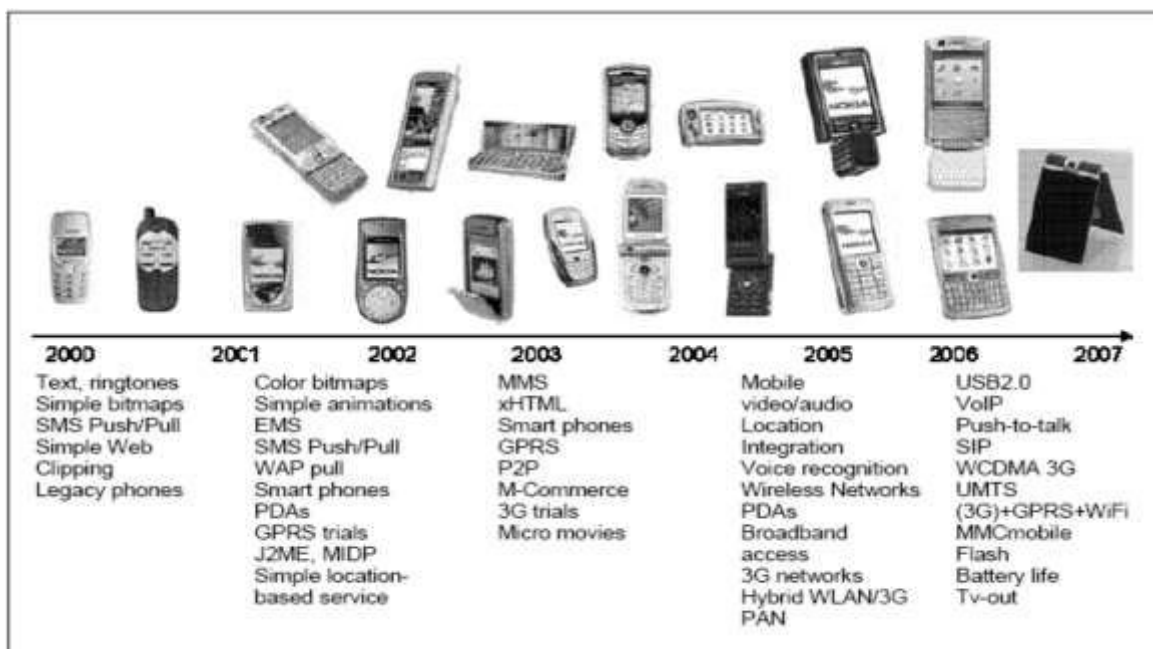 2000 2001 2002 2003 2004 2005 2006 2007
Text, ringtones
Simple bitmaps
SMS Push/Pull
Simple Web
Clipping
Legacy phones
Color bitmaps
Simple animations
EMS
SMS Push/Pull
WAP pull
Smart phones
PDAs
GPRS trials
J2ME, MIDP
Simple location-
based service
MMS
xHTML
Smart phones
GPRS
P2P
M-Commerce
3G trials
Micro movies
Mobile
video/audio
Location
Integration
Voice recognition
Wireless Networks
PDAs
Broadband
access
3G networks
Hybrid WLAN/3G
PAN
USB2.0
VoIP
Push-to-talk
SIP
WCDMA 3G
UMTS
(3G)+GPRS+WiFi
MMCmobile
Flash
Battery life
Tv-out